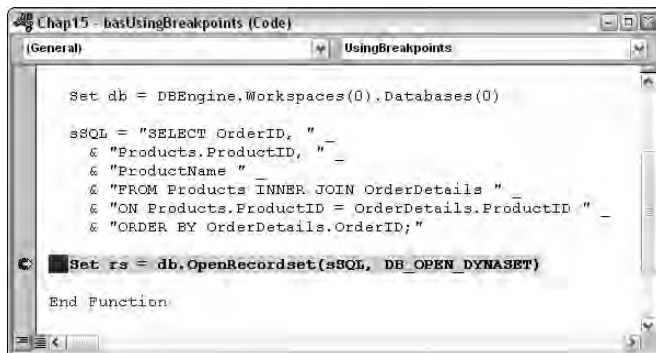 Chap15 - basUsingBreakpoints (Code)
(General) UsingBreakpoints
Set db = DBEngine.Workspaces(0).Databases(0)
sSQL = "SELECT OrderID, " _
& "Products.ProductID, " _
& "ProductName " _
& "FROM Products INNER JOIN OrderDetails " _
& "ON Products.ProductID = OrderDetails.ProductID " _
& "ORDER BY OrderDetails.OrderID;"
Set rs = db.OpenRecordset(sSQL, DB_OPEN_DYNASET)
End Function